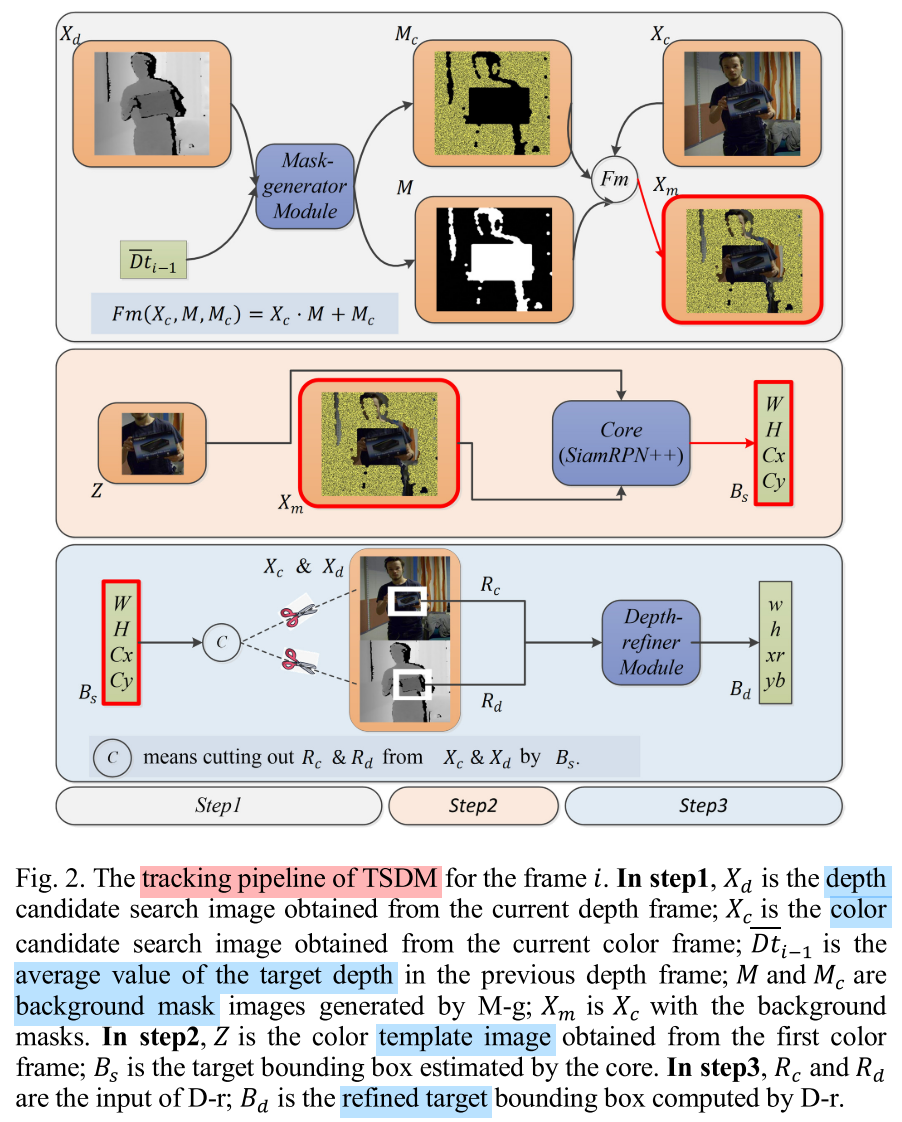 X_d
M_c
X_c
Mask-
generator
Module
M
Fm
X_m
\overline{Dt}_{i−1}
Fm(X_c, M, M_c) = X_c · M + M_c
Z
X_m
Core
(SiamRPN++)
W
H
Cx
Cy
B_s
X_c & X_d
W
H
Cx
Cy
B_s
C
R_c
R_d
Depth-
refiner
Module
w
h
xr
yb
B_d
C means cutting out R_c & R_d from X_c & X_d by B_s.
Step1 Step2 Step3
Fig. 2. The tracking pipeline of TSDM for the frame i. In step1, X_d is the depth
candidate search image obtained from the current depth frame; X_c is the color
candidate search image obtained from the current color frame; \overline{Dt}_{i−1} is the
average value of the target depth in the previous depth frame; M and M_c are
background mask images generated by M-g; X_m is X_c with the background
masks. In step2, Z is the color template image obtained from the first color
frame; B_s is the target bounding box estimated by the core. In step3, R_c and R_d
are the input of D-r; B_d is the refined target bounding box computed by D-r.